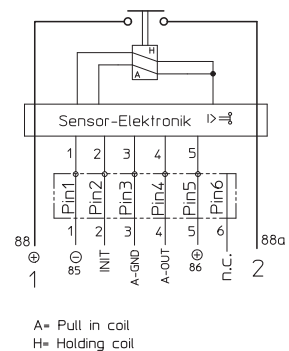 H
A
Sensor-Elektronik
1 2 3 4 5
Pin1 Pin2 Pin3 Pin4 Pin5 Pin6
1 2 3 4 5 6
88 88a
⊕ 85 ⊖ INIT A-GND A-OUT 86 ⊕ n.c.
1 2
A= Pull in coil
H= Holding coil